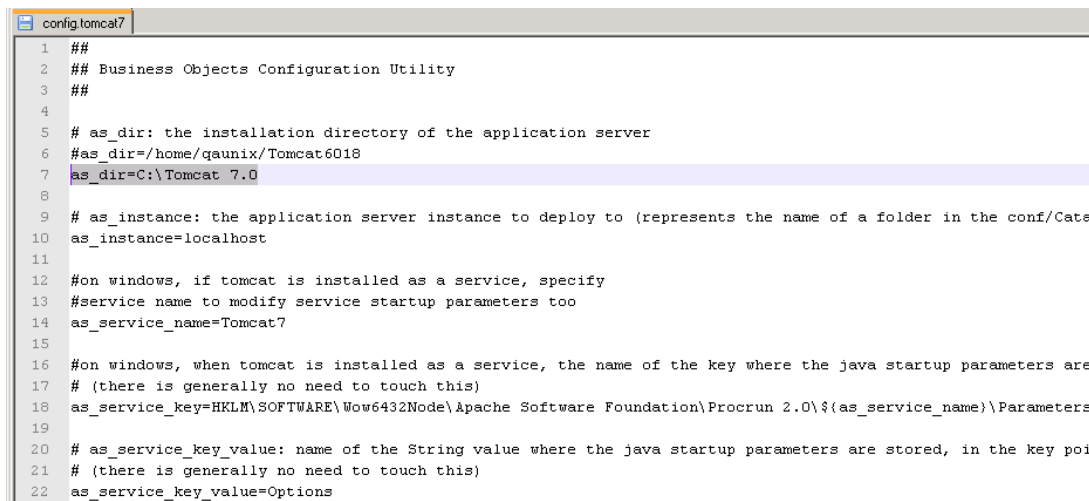 config.tomcat7
1 ##
2 ## Business Objects Configuration Utility
3 ##
4
5 # as_dir: the installation directory of the application server
6 #as_dir=/home/qaunix/Tomcat6018
7 as_dir=C:\Tomcat 7.0
8
9 # as_instance: the application server instance to deploy to (represents the name of a folder in the conf/Cata
10 as_instance=localhost
11
12 #on windows, if tomcat is installed as a service, specify
13 #service name to modify service startup parameters too
14 as_service_name=Tomcat7
15
16 #on windows, when tomcat is installed as a service, the name of the key where the java startup parameters are
17 # (there is generally no need to touch this)
18 as_service_key=HKLM\SOFTWARE\Wow6432Node\Apache Software Foundation\Procrun 2.0\${as_service_name}\Parameters
19
20 # as_service_key_value: name of the String value where the java startup parameters are stored, in the key poi
21 # (there is generally no need to touch this)
22 as_service_key_value=Options